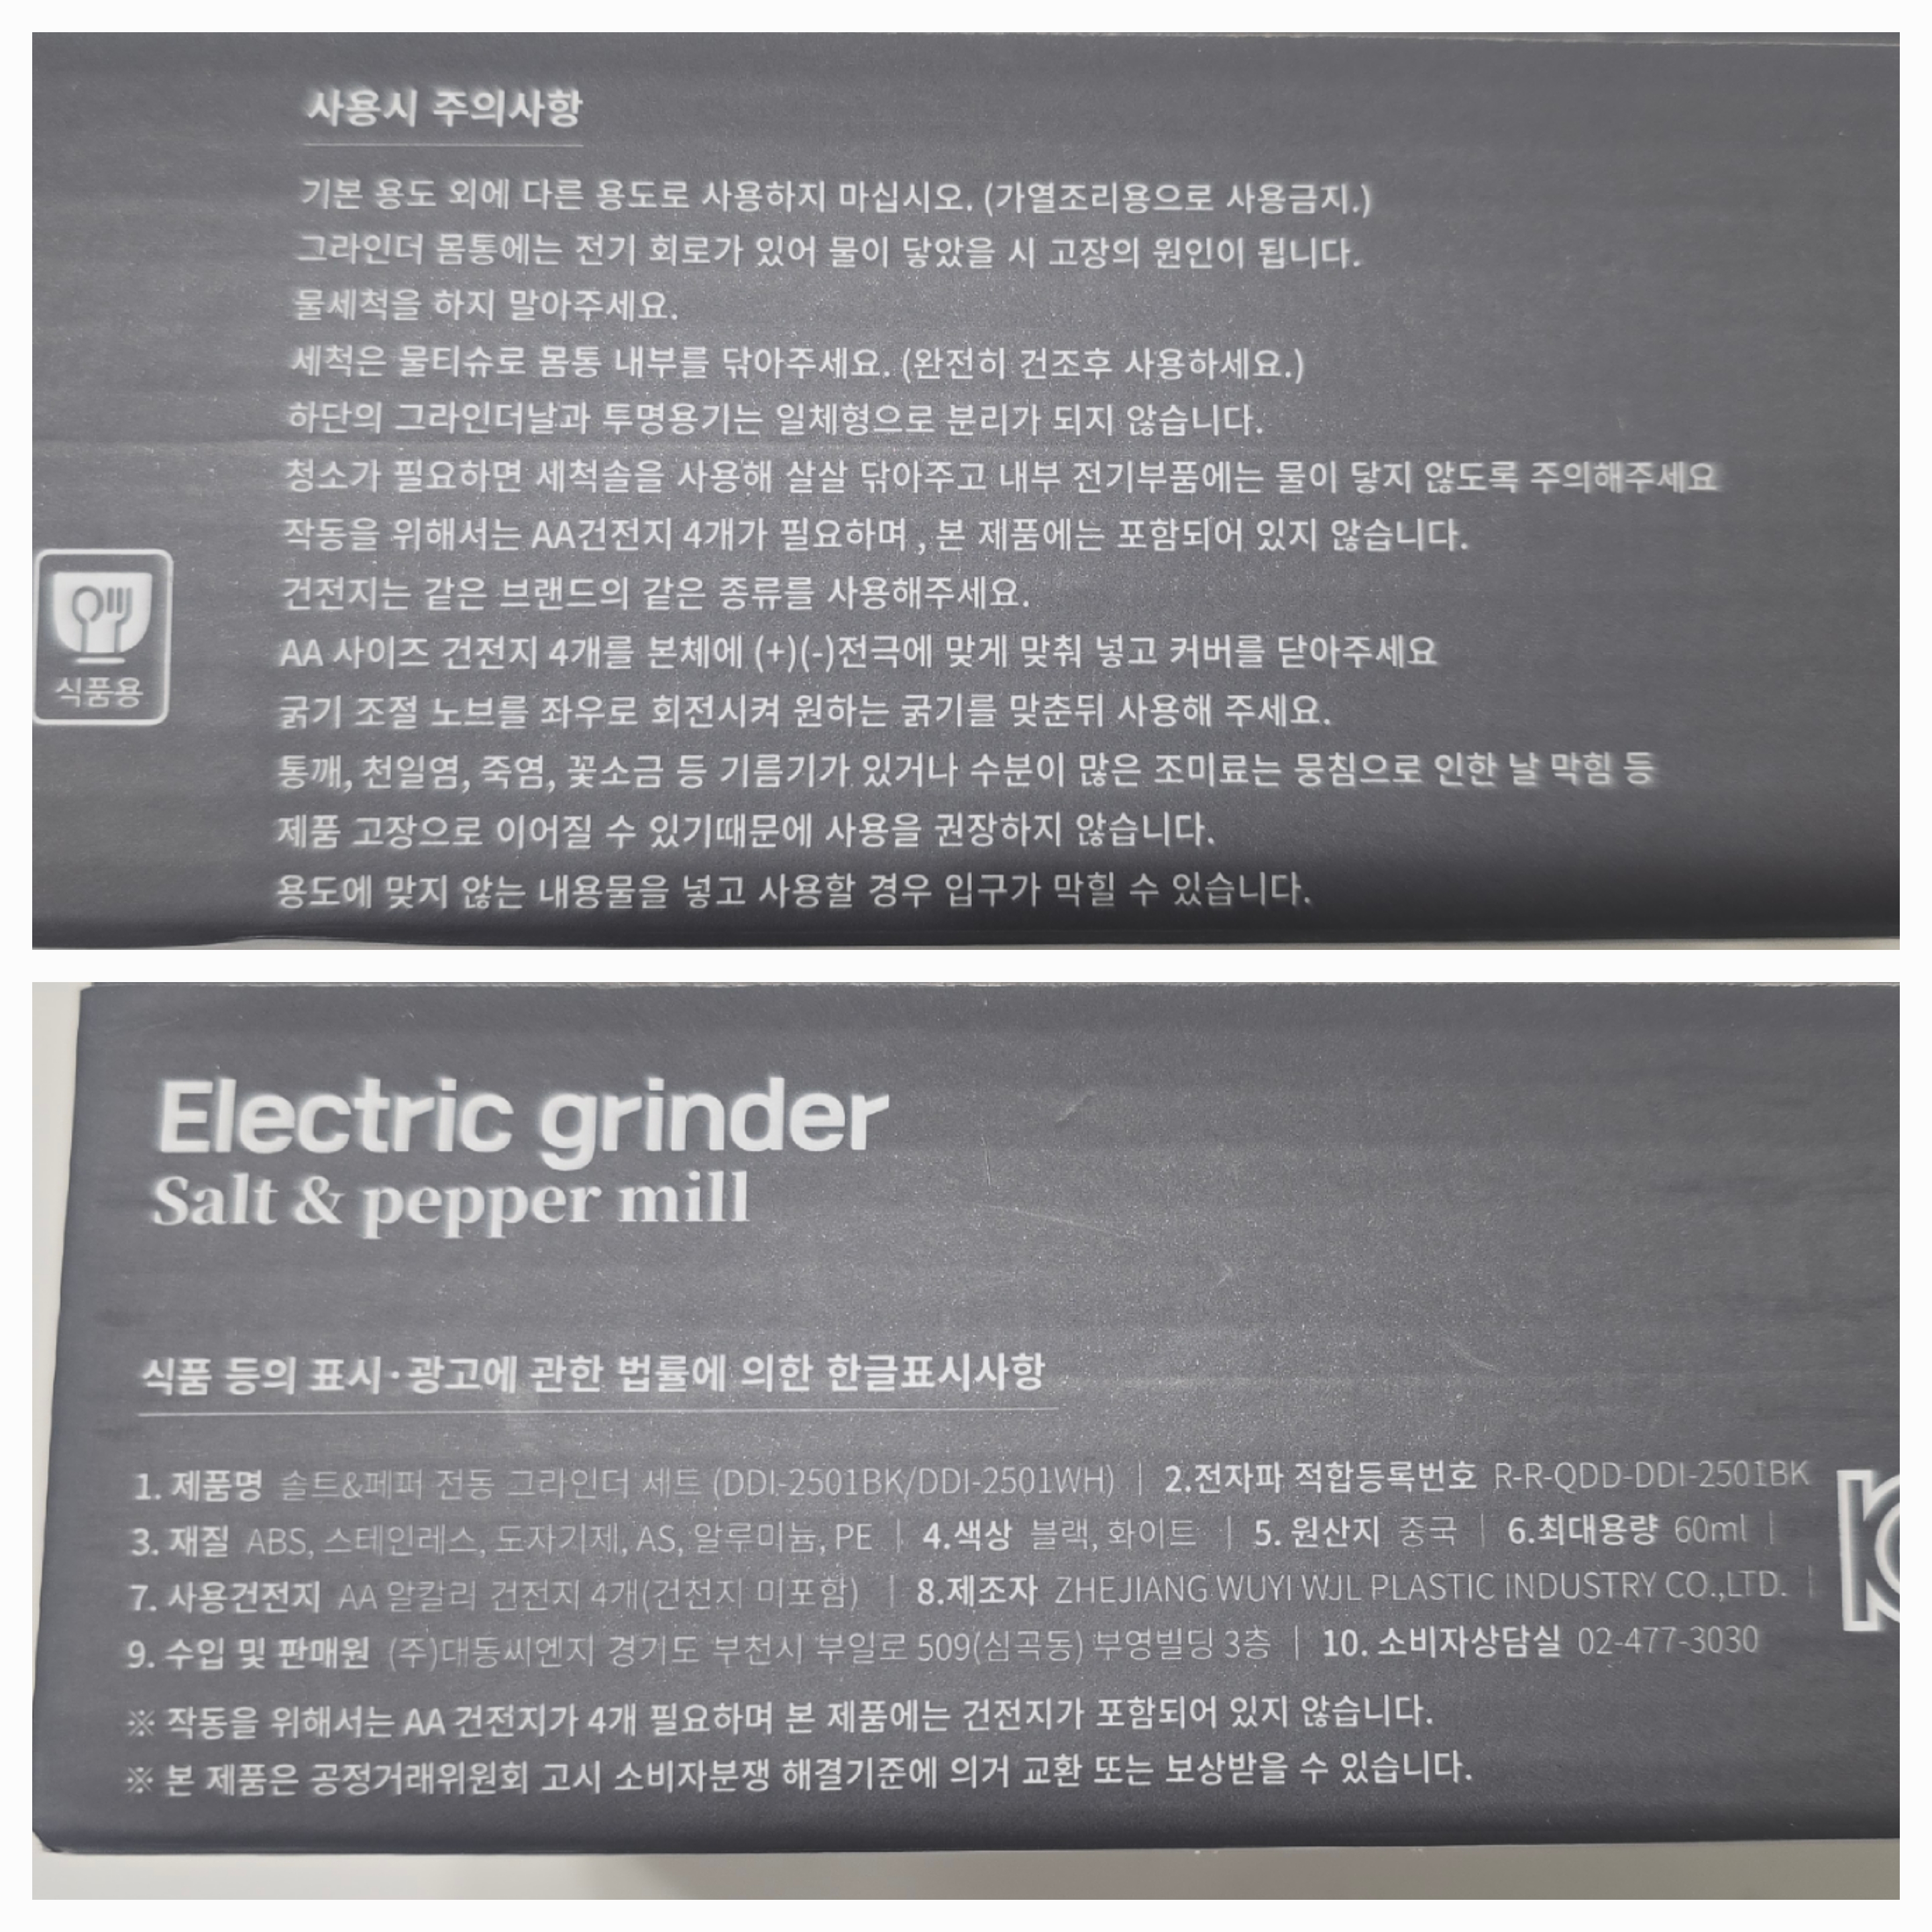 사용시 주의사항
기본 용도 외에 다른 용도로 사용하지 마십시오. (가열조리용으로 사용금지.)
그라인더 몸통에는 전기 회로가 있어 물이 닿았을 시 고장의 원인이 됩니다.
물세척을 하지 말아주세요.
세척은 물티슈로 몸통 내부를 닦아주세요. (완전히 건조후 사용하세요.)
하단의 그라인더날과 투명용기는 일체형으로 분리가 되지 않습니다.
청소가 필요하면 세척솔을 사용해 살살 닦아주고 내부 전기부품에는 물이 닿지 않도록 주의해주세요
작동을 위해서는 AA건전지 4개가 필요하며 , 본 제품에는 포함되어 있지 않습니다.
건전지는 같은 브랜드의 같은 종류를 사용해주세요.
AA 사이즈 건전지 4개를 본체에 (+)(-)전극에 맞게 맞춰 넣고 커버를 닫아주세요
굵기 조절 노브를 좌우로 회전시켜 원하는 굵기를 맞춘뒤 사용해 주세요.
통깨, 천일염, 죽염, 꽃소금 등 기름기가 있거나 수분이 많은 조미료는 뭉침으로 인한 날 막힘 등
제품 고장으로 이어질 수 있기때문에 사용을 권장하지 않습니다.
용도에 맞지 않는 내용물을 넣고 사용할 경우 입구가 막힐 수 있습니다.
식품용
Electric grinder
Salt & pepper mill
식품 등의 표시·광고에 관한 법률에 의한 한글표시사항
1. 제품명 솔트&페퍼 전동 그라인더 세트 (DDI-2501BK/DDI-2501WH) | 2.전자파 적합등록번호 R-R-QDD-DDI-2501BK
3. 재질 ABS, 스테인레스, 도자기제, AS, 알루미늄, PE | 4.색상 블랙, 화이트 | 5. 원산지 중국 | 6.최대용량 60ml |
7. 사용건전지 AA 알칼리 건전지 4개(건천지 미포함) | 8.제조자 ZHEJIANG WUYI WJL PLASTIC INDUSTRY CO.,LTD. |
9. 수입 및 판매원 (주)대동씨엔지 경기도 부천시 부일로 509(심곡동) 부영빌딩 3층 | 10. 소비자상담실 02-477-3030
※ 작동을 위해서는 AA 건전지가 4개 필요하며 본 제품에는 건전지가 포함되어 있지 않습니다.
※ 본 제품은 공정거래위원회 고시 소비자분쟁 해결기준에 의거 교환 또는 보상받을 수 있습니다.